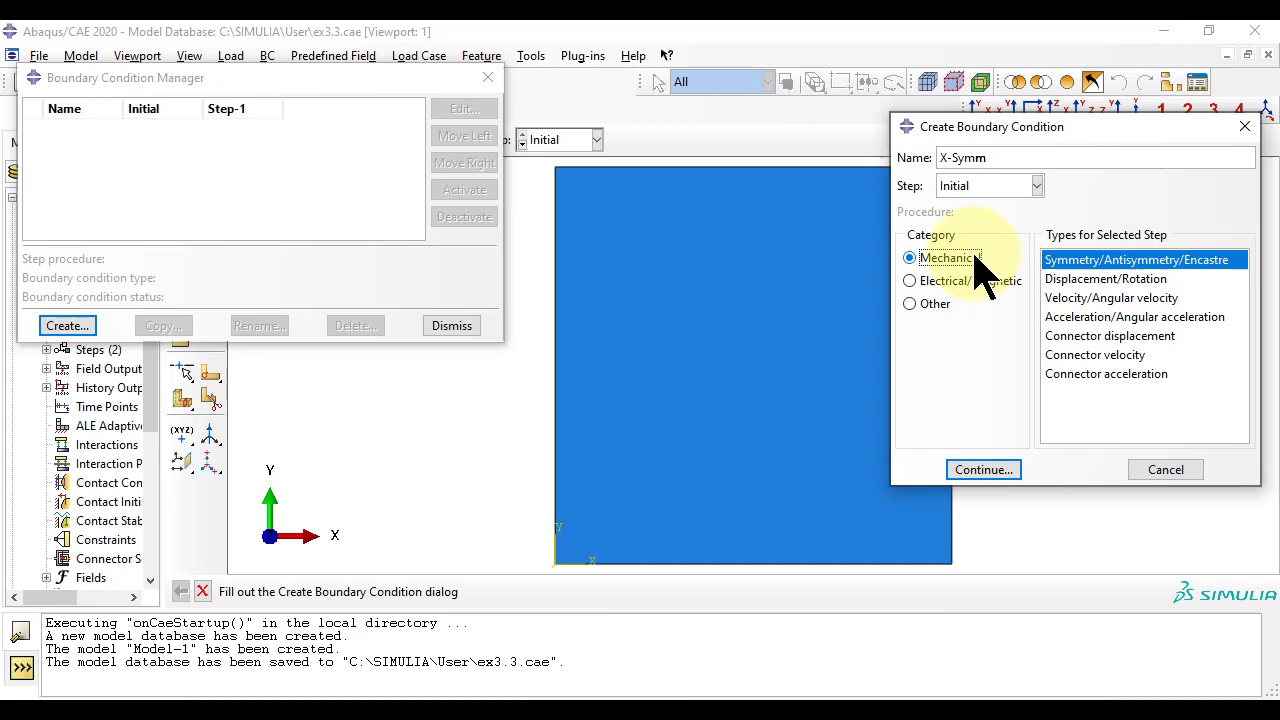 Abaqus/CAE 2020 - Model Database: C:\SIMULIA\User\ex3.3.cae [Viewport: 1]
File Model Viewport View Load BC Predefined Field Load Case Feature Tools Plug-ins Help
Boundary Condition Manager
All
Name Initial Step-1
Edit...
Move Left
Move Right
Activate
Deactivate
Step procedure:
Boundary condition type:
Boundary condition status:
Create... Copy... Rename... Delete... Dismiss
Initial
Create Boundary Condition
Name: X-Symm
Step: Initial
Procedure:
Category Types for Selected Step
Mechanic
Electrical/
Other
Symmetry/Antisymmetry/Encastre
Displacement/Rotation
Velocity/Angular velocity
Acceleration/Angular acceleration
Connector displacement
Connector velocity
Connector acceleration
Continue... Cancel
Steps (2)
Field Output
History Outp
Time Points
ALE Adaptiv
Interactions
Interaction P
Contact Con
Contact Initi
Contact Stab
Constraints
Connector S
Fields
(XYZ)
Y
X
Y
X
Fill out the Create Boundary Condition dialog
SIMULIA
Executing "onCaeStartup()" in the local directory ...
A new model database has been created.
The model "Model-1" has been created.
The model database has been saved to "C:\SIMULIA\User\ex3.3.cae".